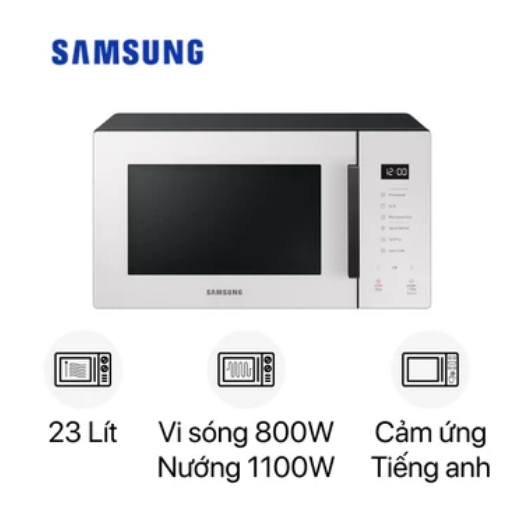 SAMSUNG
12:00
SAMSUNG
23 Lít
Vi sóng 800W
Nướng 1100W
Cảm ứng
Tiếng anh